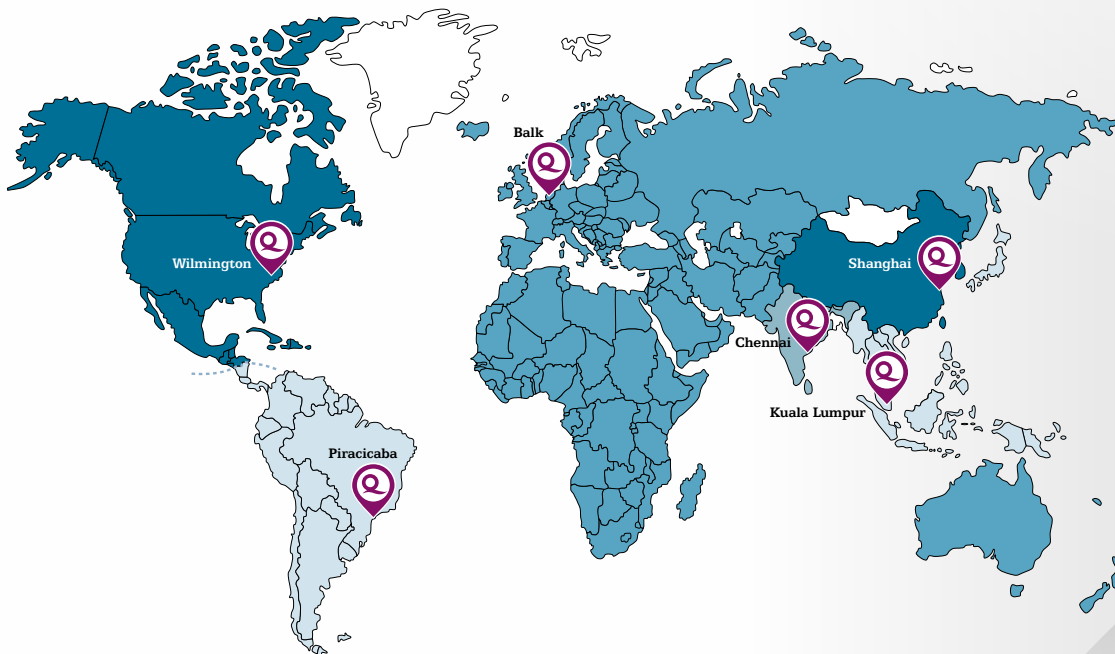 Balk
Wilmington
Shanghai
Chennai
Kuala Lumpur
Piracicaba